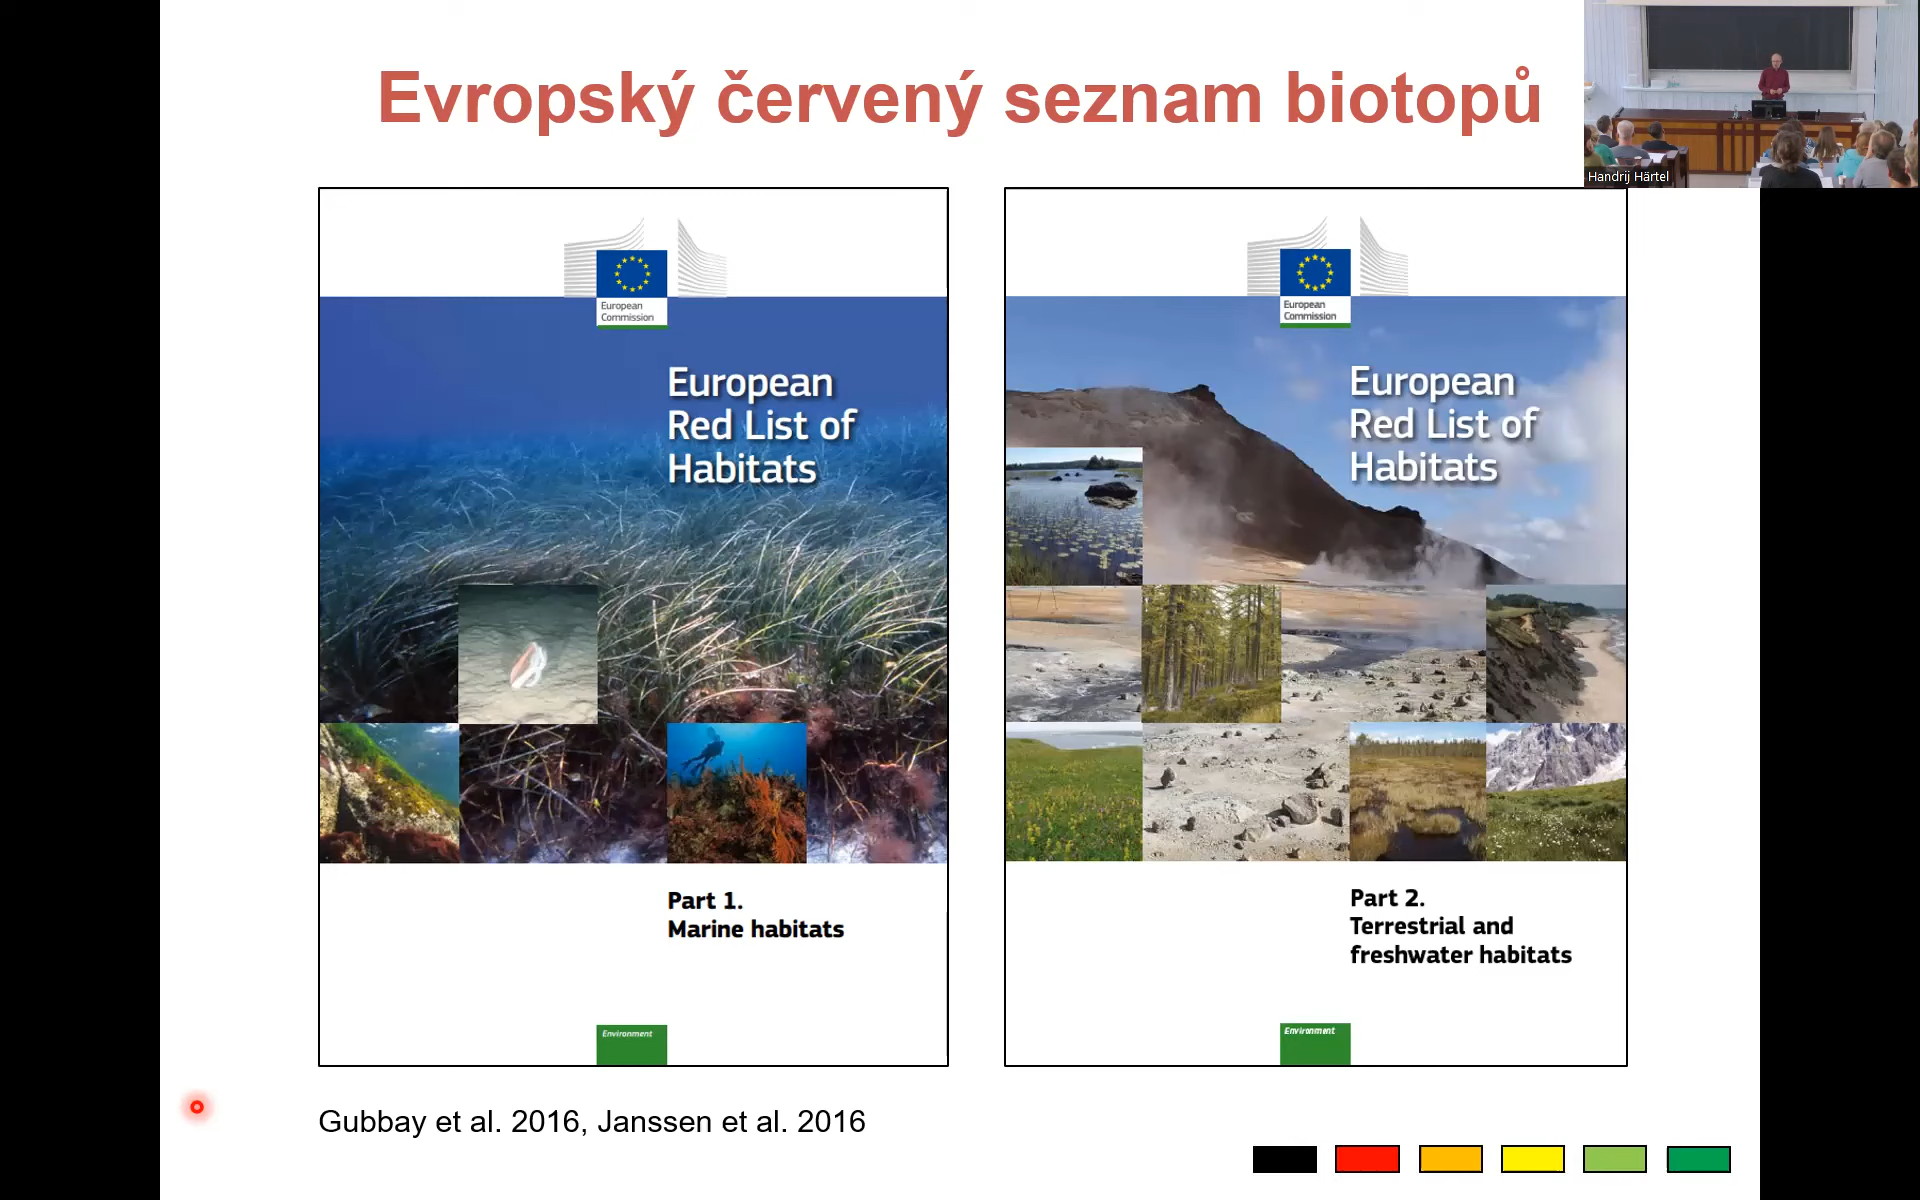 Evropský červený seznam biotopů
Handrij Härtel
European
Commission
European
Red List of
Habitats
Part 1.
Marine habitats
Environment
European
Commission
European
Red List of
Habitats
Part 2.
Terrestrial and
freshwater habitats
Environment
Gubbay et al. 2016, Janssen et al. 2016